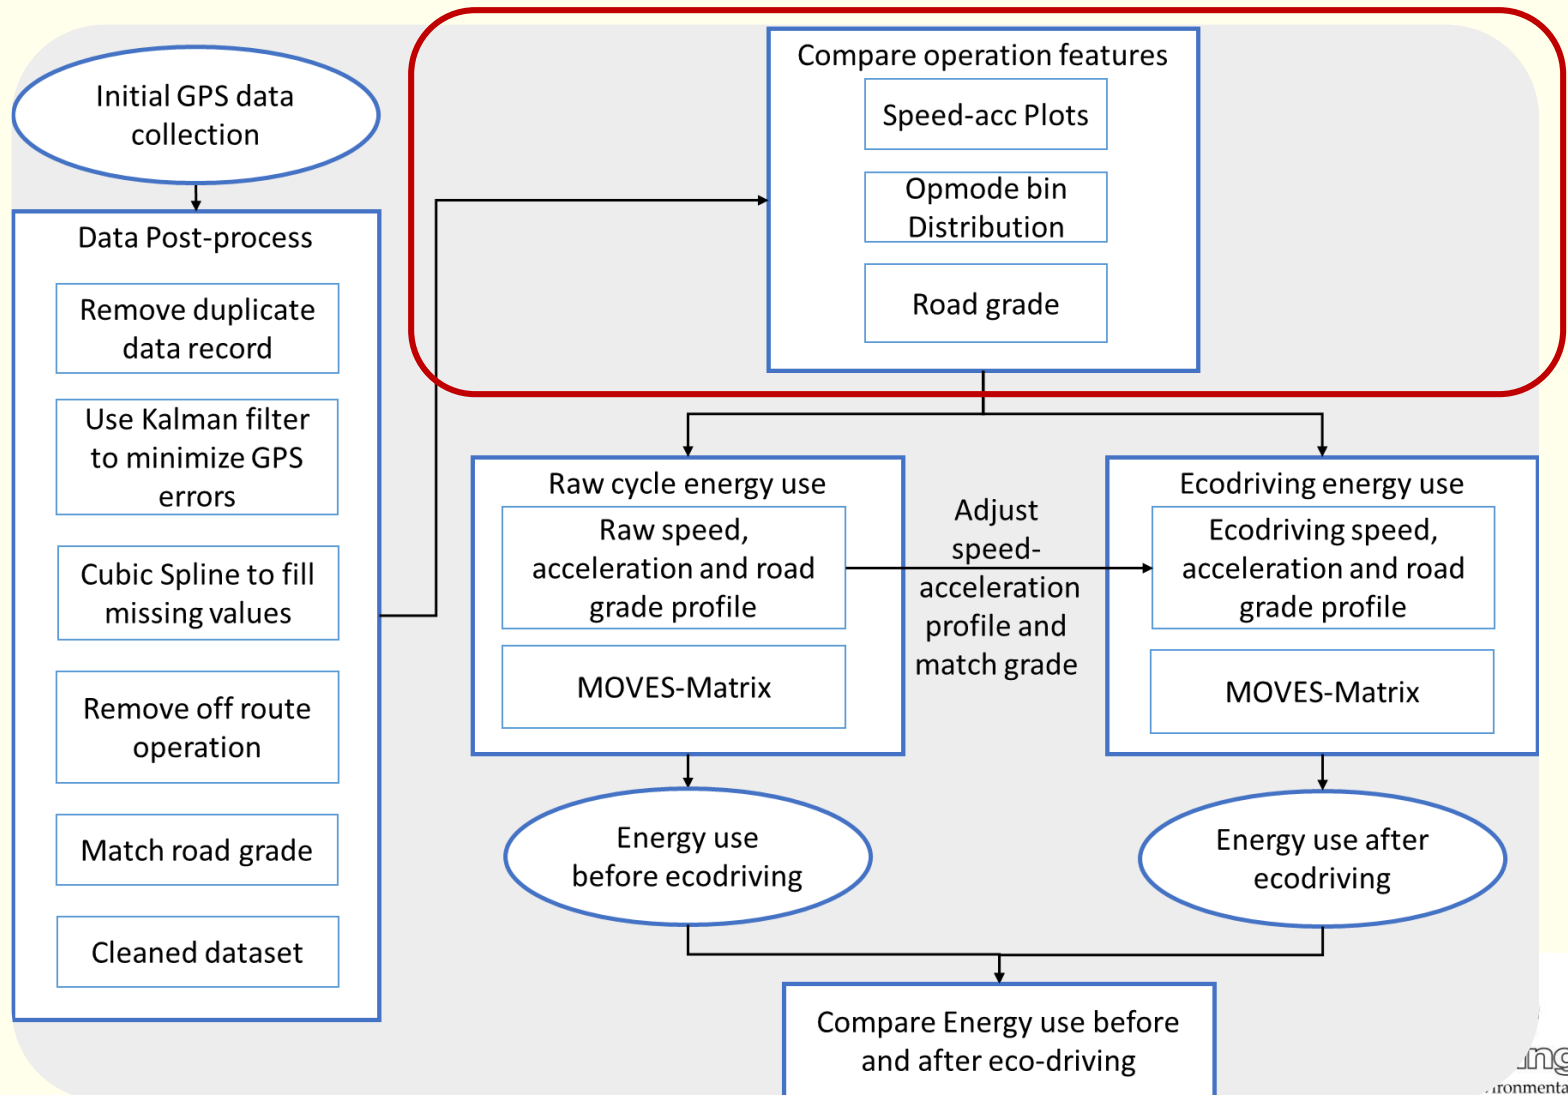 Initial GPS data
collection
Data Post-process
Remove duplicate
data record
Use Kalman filter
to minimize GPS
errors
Cubic Spline to fill
missing values
Remove off route
operation
Match road grade
Cleaned dataset
Compare operation features
Speed-acc Plots
Opmode bin
Distribution
Road grade
Raw cycle energy use
Raw speed,
acceleration and road
grade profile
MOVES-Matrix
Adjust
speed-
acceleration
profile and
match grade
Ecodriving energy use
Ecodriving speed,
acceleration and road
grade profile
MOVES-Matrix
Energy use
before ecodriving
Energy use after
ecodriving
Compare Energy use before
and after eco-driving